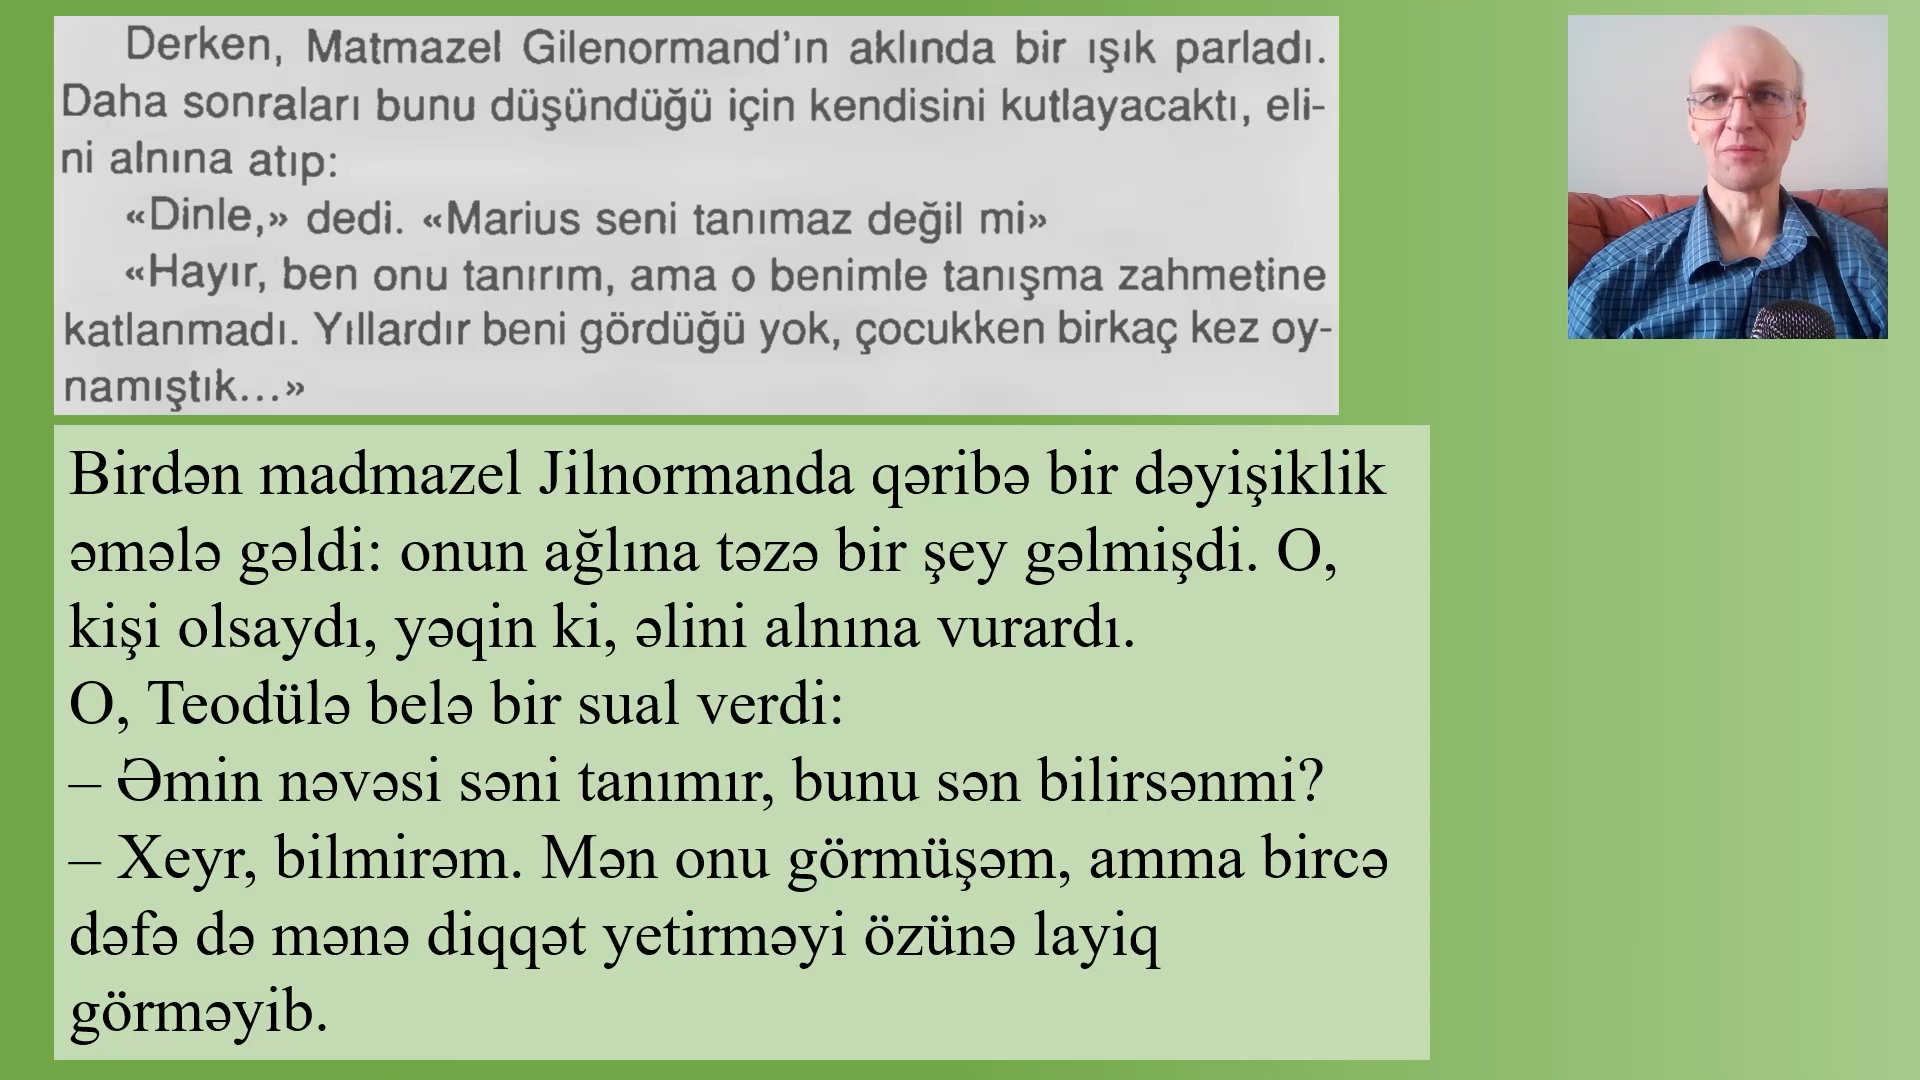 Derken, Matmazel Gilenormand’ın aklında bir ışık parladı.
Daha sonraları bunu düşündüğü için kendisini kutlayacaktı, eli-
ni alnına atıp:
«Dinle,» dedi. «Marius seni tanımaz değil mi»
«Hayır, ben onu tanırım, ama o benimle tanışma zahmetine
katlanmadı. Yıllardır beni gördüğü yok, çocukken birkaç kez oy-
namıştık...»
Birdən madmazel Jilnormanda qəribə bir dəyişiklik
əmələ gəldi: onun ağlına təzə bir şey gəlmişdi. O,
kişi olsaydı, yəqin ki, əlini alnına vurardı.
O, Teodülə belə bir sual verdi:
– Əmin nəvəsi səni tanımır, bunu sən bilirsənmi?
– Xeyr, bilmirəm. Mən onu görmüşəm, amma bircə
dəfə də mənə diqqət yetirməyi özünə layiq
görməyib.